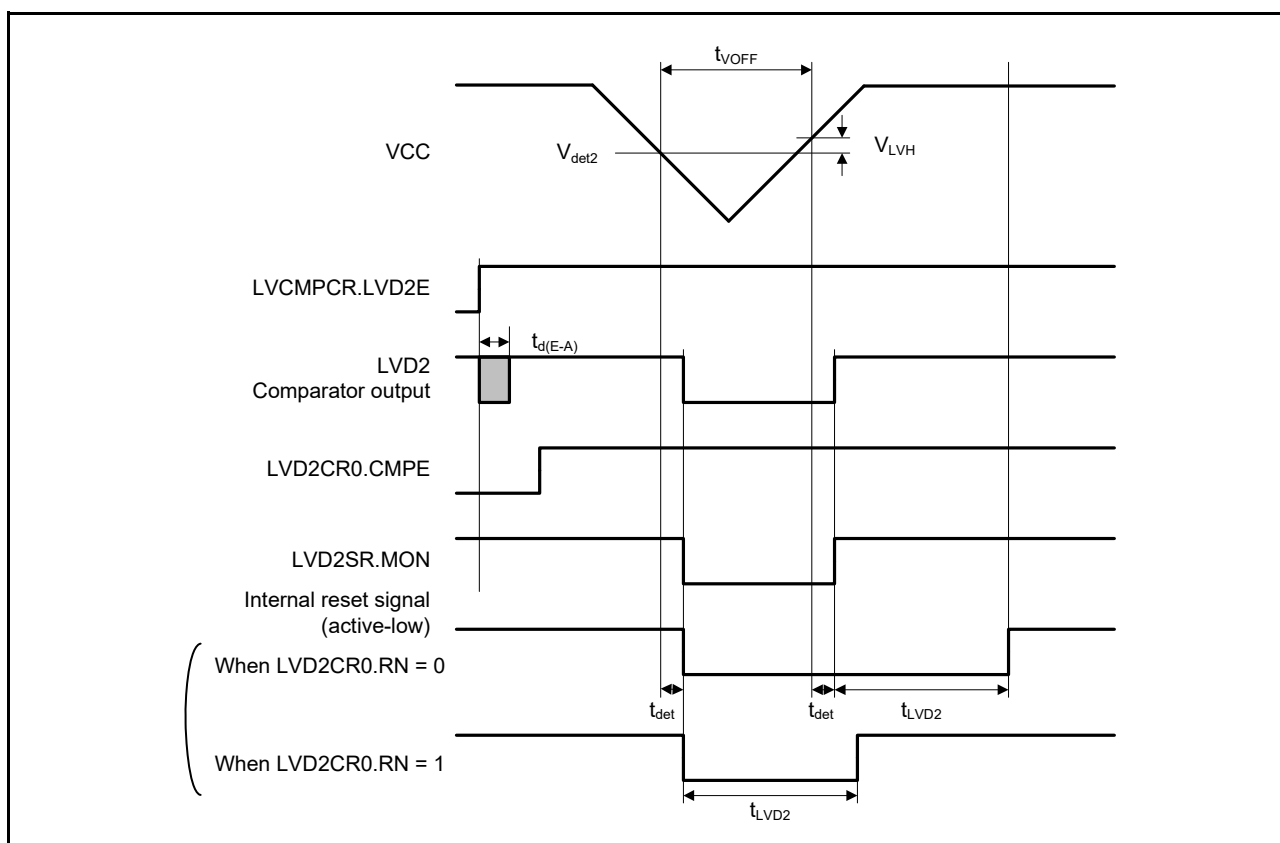 tVOFF
VCC
Vdet2
VLVH
LVCMPCR.LVD2E
td(E-A)
LVD2
Comparator output
LVD2CR0.CMPE
LVD2SR.MON
Internal reset signal
(active-low)
When LVD2CR0.RN = 0
tdet
tdet
tLVD2
When LVD2CR0.RN = 1
tLVD2